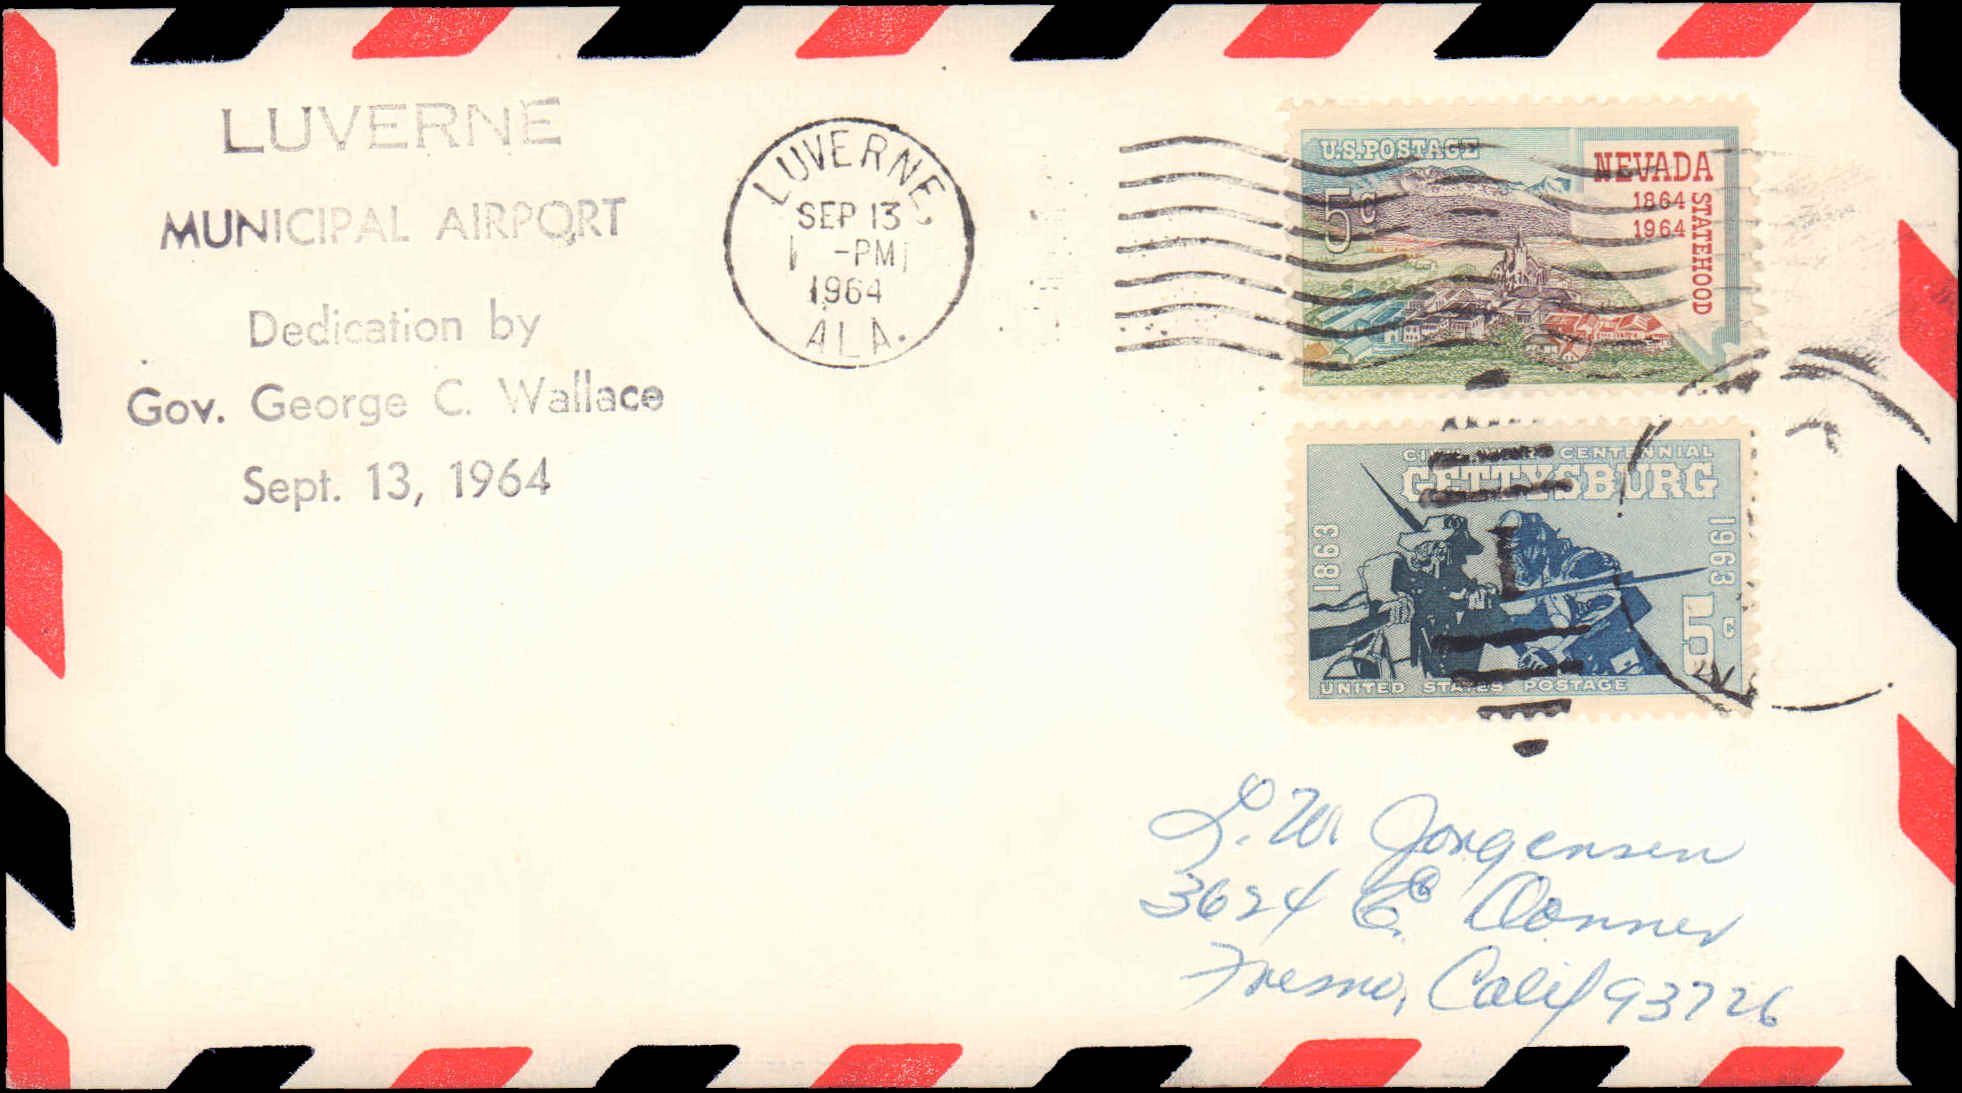 LUVERNE
MUNICIPAL AIRPORT
Dedication by
Gov. George C. Wallace
Sept. 13, 1964
LUVERNE,
SEP 13
-PM
1964
ALA.
U.S.POSTAGE
5c
NEVADA
1864
1964
STATEHOOD
CENTENNIAL
GETTYSBURG
1863
1963
5c
UNITED STATES POSTAGE
L. W. Jorgensen
3624 E. Donner
Fresno, Calif 93726